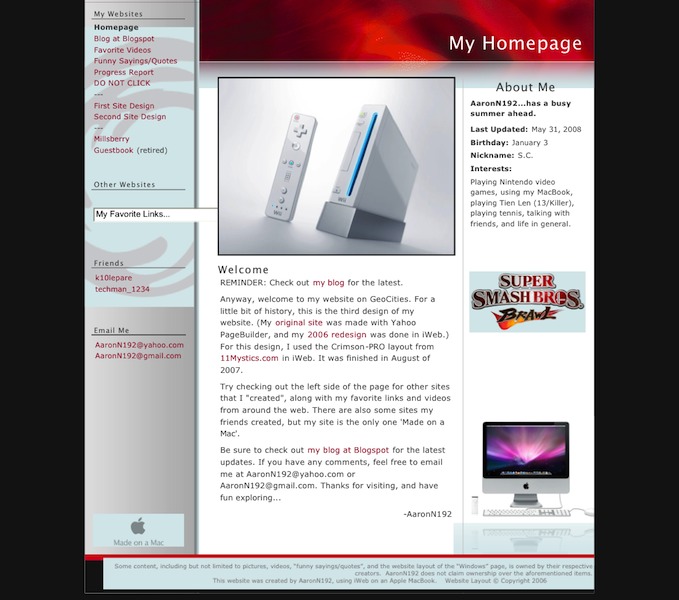 My Homepage
My Websites
Homepage
Blog at Blogspot
Favorite Videos
Funny Sayings/Quotes
Progress Report
DO NOT CLICK
---
First Site Design
Second Site Design
---
Millsberry
Guestbook (retired)
Other Websites
My Favorite Links...
Friends
k10lepare
techman_1234
Email Me
AaronN192@yahoo.com
AaronN192@gmail.com
Made on a Mac
Wii
Wii
Welcome
REMINDER: Check out my blog for the latest.
Anyway, welcome to my website on GeoCities. For a
little bit of history, this is the third design of my
website. (My original site was made with Yahoo
PageBuilder, and my 2006 redesign was done in iWeb.)
For this design, I used the Crimson-PRO layout from
11Mystics.com in iWeb. It was finished in August of
2007.
Try checking out the left side of the page for other sites
that I "created", along with my favorite links and videos
from around the web. There are also some sites my
friends created, but my site is the only one 'Made on a
Mac'.
Be sure to check out my blog at Blogspot for the latest
updates. If you have any comments, feel free to email
me at AaronN192@yahoo.com or
AaronN192@gmail.com. Thanks for visiting, and have
fun exploring...
-AaronN192
About Me
AaronN192...has a busy
summer ahead.
Last Updated: May 31, 2008
Birthday: January 3
Nickname: S.C.
Interests:
Playing Nintendo video
games, using my MacBook,
playing Tien Len (13/Killer),
playing tennis, talking with
friends, and life in general.
SUPER
SMASH BROS.
BRAWL
Some content, including but not limited to pictures, videos, "funny sayings/quotes", and the website layout of the "Windows" page, is owned by their respective
creators. AaronN192 does not claim ownership over the aforementioned items.
This website was created by AaronN192, using iWeb on an Apple MacBook. Website Layout © Copyright 2006